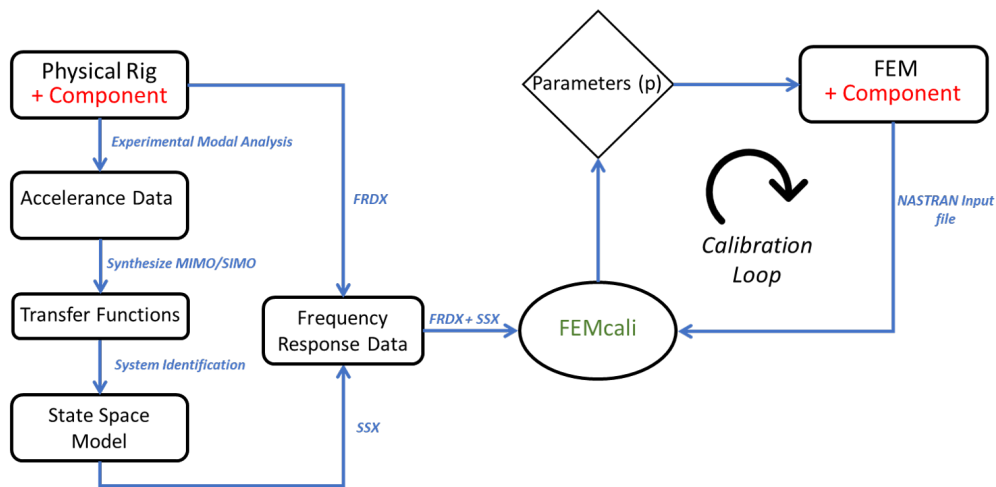 Physical Rig
+ Component
Experimental Modal Analysis
Accelerance Data
Synthesize MIMO/SIMO
Transfer Functions
System Identification
State Space
Model
FRDX
Frequency
Response Data
SSX
FRDX + SSX
FEMcali
Parameters (p)
Calibration
Loop
FEM
+ Component
NASTRAN Input
file